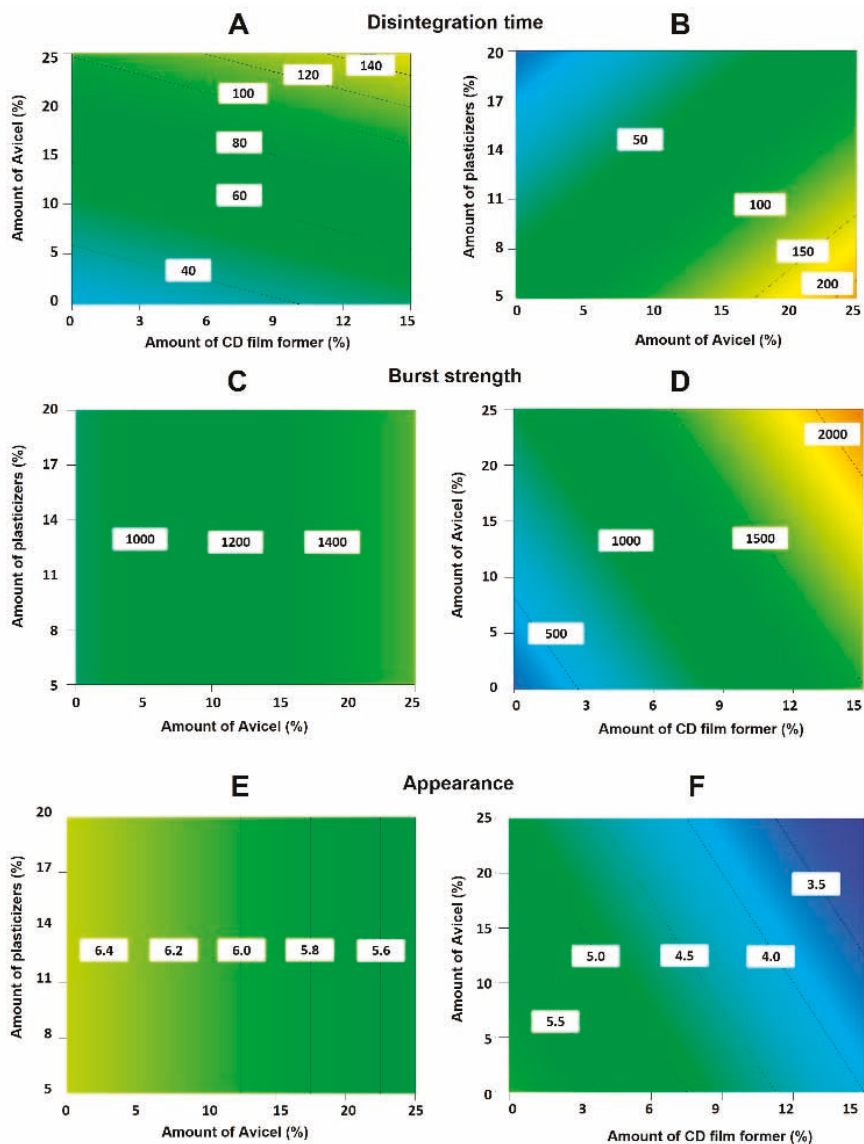 Disintegration time
A
25
20
15
10
5
0
Amount of Avicel (%)
140
120
100
80
60
40
0 3 6 9 12 15
Amount of CD film former (%)
B
20
17
14
11
8
5
Amount of plasticizers (%)
50
100
150
200
0 5 10 15 20 25
Amount of Avicel (%)
Burst strength
C
20
17
14
11
8
5
Amount of plasticizers (%)
1000 1200 1400
0 5 10 15 20 25
Amount of Avicel (%)
D
25
20
15
10
5
0
Amount of Avicel (%)
2000
1000 1500
500
0 3 6 9 12 15
Amount of CD film former (%)
Appearance
E
20
17
14
11
8
5
Amount of plasticizers (%)
6.4 6.2 6.0 5.8 5.6
0 5 10 15 20 25
Amount of Avicel (%)
F
25
20
15
10
5
0
Amount of Avicel (%)
3.5
5.0 4.5 4.0
5.5
0 3 6 9 12 15
Amount of CD film former (%)